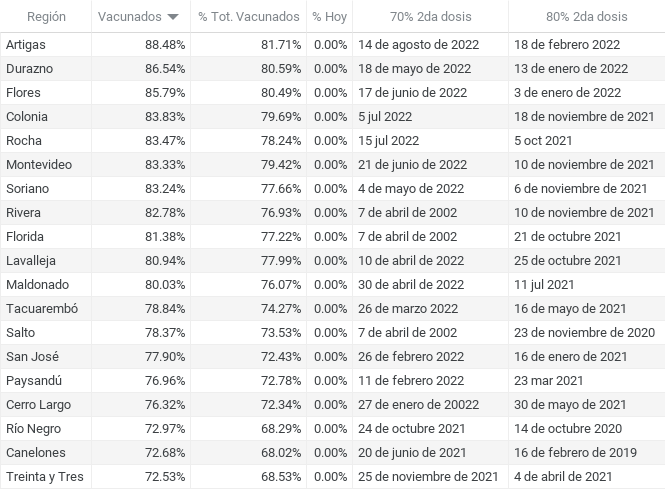 Región Vacunados % Tot. Vacunados % Hoy 70% 2da dosis 80% 2da dosis
Artigas 88.48% 81.71% 0.00% 14 de agosto de 2022 18 de febrero 2022
Durazno 86.54% 80.59% 0.00% 18 de mayo de 2022 13 de enero de 2022
Flores 85.79% 80.49% 0.00% 17 de junio de 2022 3 de enero de 2022
Colonia 83.83% 79.69% 0.00% 5 jul 2022 18 de noviembre de 2021
Rocha 83.47% 78.24% 0.00% 15 jul 2022 5 oct 2021
Montevideo 83.33% 79.42% 0.00% 21 de junio de 2022 10 de noviembre de 2021
Soriano 83.24% 77.66% 0.00% 4 de mayo de 2022 6 de noviembre de 2021
Rivera 82.78% 76.93% 0.00% 7 de abril de 2002 10 de noviembre de 2021
Florida 81.38% 77.22% 0.00% 7 de abril de 2002 21 de octubre 2021
Lavalleja 80.94% 77.99% 0.00% 10 de abril de 2022 25 de octubre 2021
Maldonado 80.03% 76.07% 0.00% 30 de abril de 2022 11 jul 2021
Tacuarembó 78.84% 74.27% 0.00% 26 de marzo 2022 16 de mayo de 2021
Salto 78.37% 73.53% 0.00% 7 de abril de 2002 23 de noviembre de 2020
San José 77.90% 72.43% 0.00% 26 de febrero 2022 16 de enero de 2021
Paysandú 76.96% 72.78% 0.00% 11 de febrero 2022 23 mar 2021
Cerro Largo 76.32% 72.34% 0.00% 27 de enero de 20022 30 de mayo de 2021
Río Negro 72.97% 68.29% 0.00% 24 de octubre 2021 14 de octubre 2020
Canelones 72.68% 68.02% 0.00% 20 de junio de 2021 16 de febrero de 2019
Treinta y Tres 72.53% 68.53% 0.00% 25 de noviembre de 2021 4 de abril de 2021